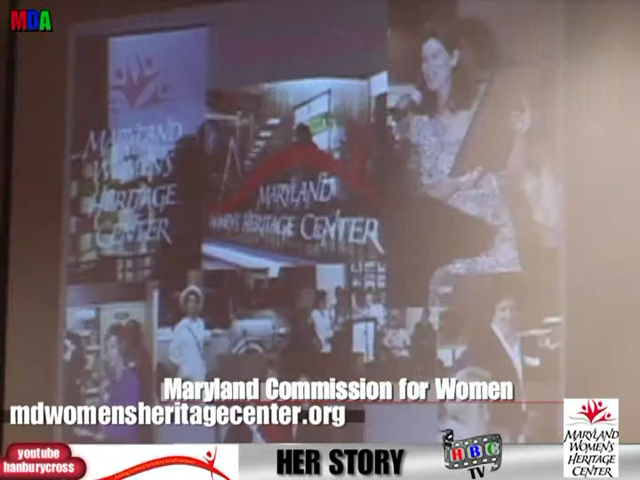 MDA
MARYLAND
WOMEN'S
HERITAGE
CENTER
MARYLAND
WOMEN'S HERITAGE CENTER
Maryland Commission for Women
mdwomensheritagecenter.org
youtube
hanburycross
HER STORY
HBC
TV
MARYLAND
WOMEN'S
HERITAGE
CENTER